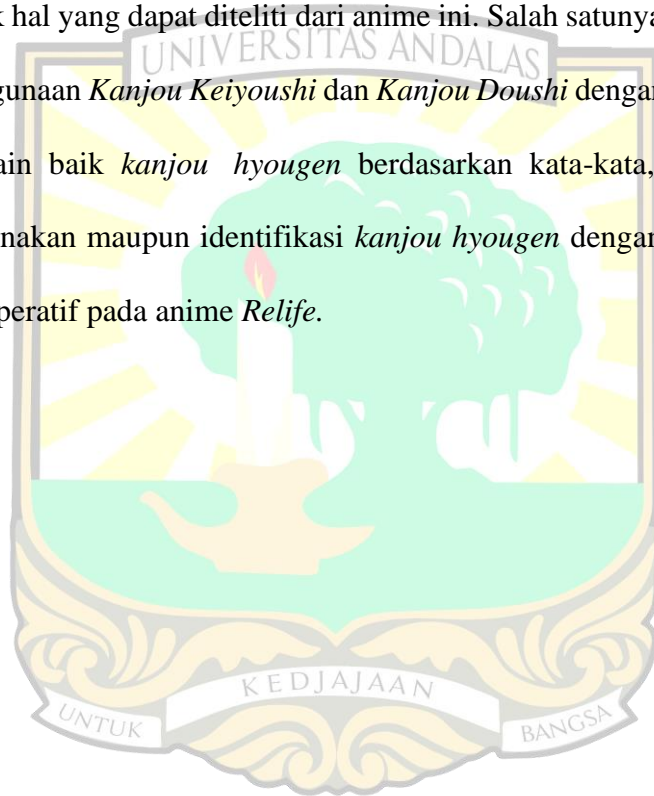 hal yang dapat diteliti dari anime ini. Salah satunya
UNIVERSITAS ANDALAS
gunaan Kanjou Keiyoushi dan Kanjou Doushi dengan
ain baik kanjou hyougen berdasarkan kata-kata,
nakan maupun identifikasi kanjou hyougen dengan
peratif pada anime Relife.
KEDJAJAAN
UNTUK
BANGSA